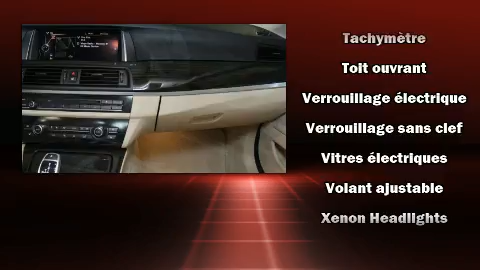 Tachymètre
Toit ouvrant
Verrouillage électrique
Verrouillage sans clef
Vitres électriques
Volant ajustable
Xenon Headlights